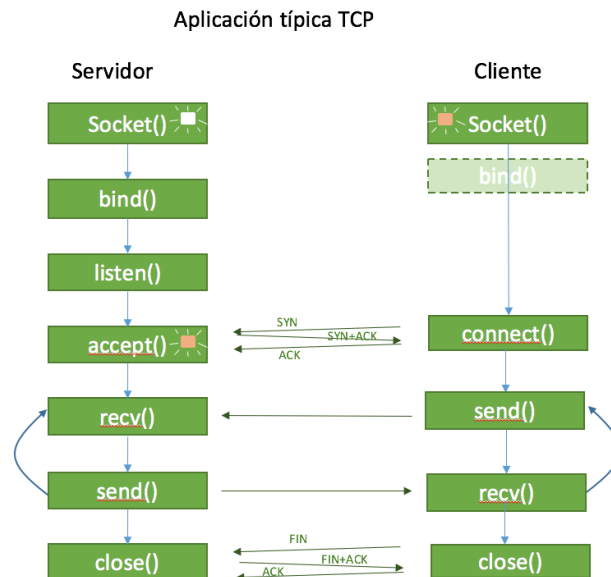 Aplicación típica TCP
Servidor
Cliente
Socket()
Socket()
bind()
bind()
listen()
SYN
SYN+ACK
ACK
accept()
connect()
recv()
send()
send()
recv()
FIN
FIN+ACK
ACK
close()
close()